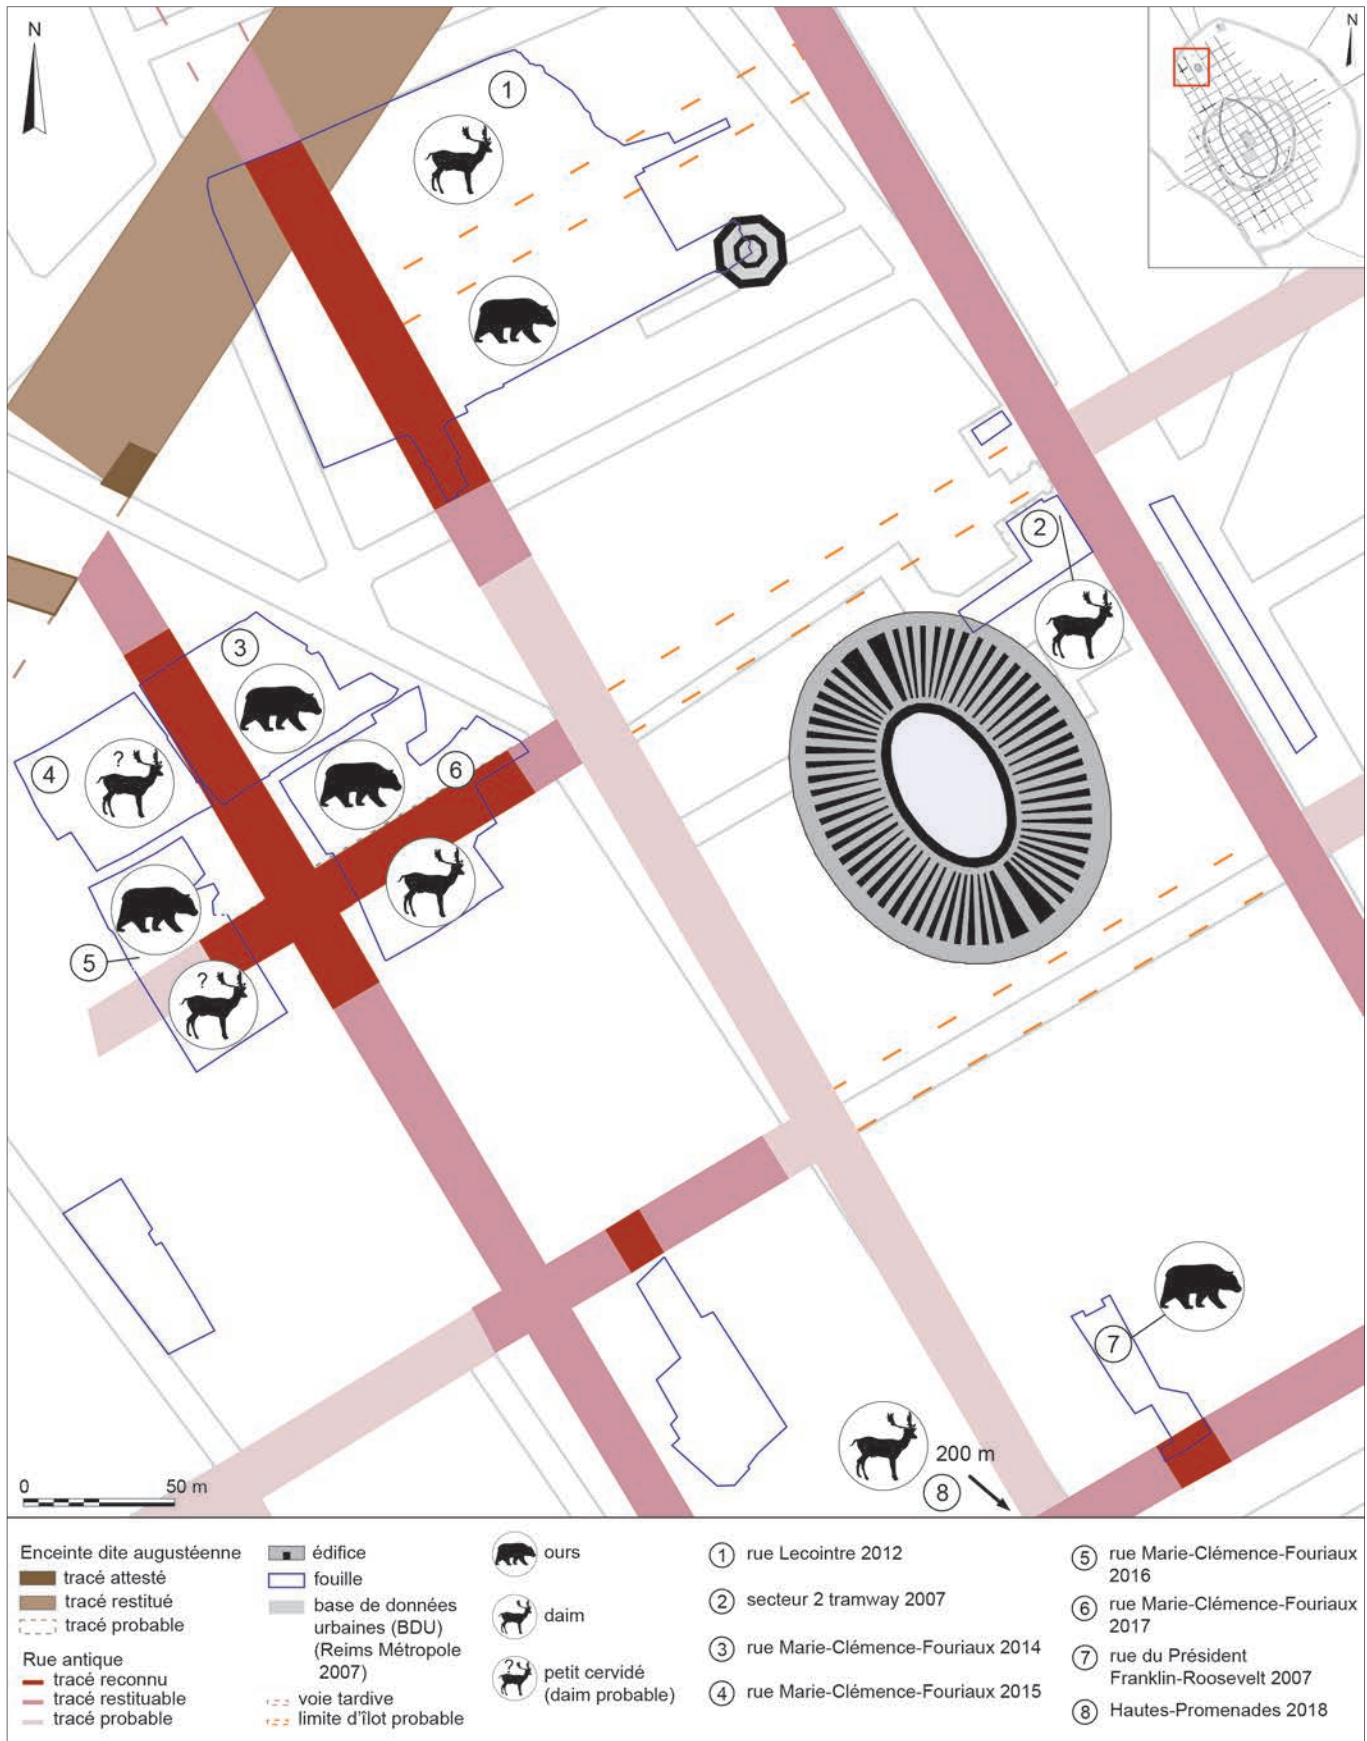 N
N
1
2
3
?
4
6
5
?
7
200 m
8
0 50 m
Enceinte dite augustéenne
tracé attesté
tracé restitué
tracé probable
Rue antique
tracé reconnu
tracé restituable
tracé probable
édifice
fouille
base de données
urbaines (BDU)
(Reims Métropole
2007)
voie tardive
limite d'îlot probable
ours
daim
?
petit cervidé
(daim probable)
1 rue Lecointre 2012
2 secteur 2 tramway 2007
3 rue Marie-Clémence-Fouriaux 2014
4 rue Marie-Clémence-Fouriaux 2015
5 rue Marie-Clémence-Fouriaux
2016
6 rue Marie-Clémence-Fouriaux
2017
7 rue du Président
Franklin-Roosevelt 2007
8 Hautes-Promenades 2018